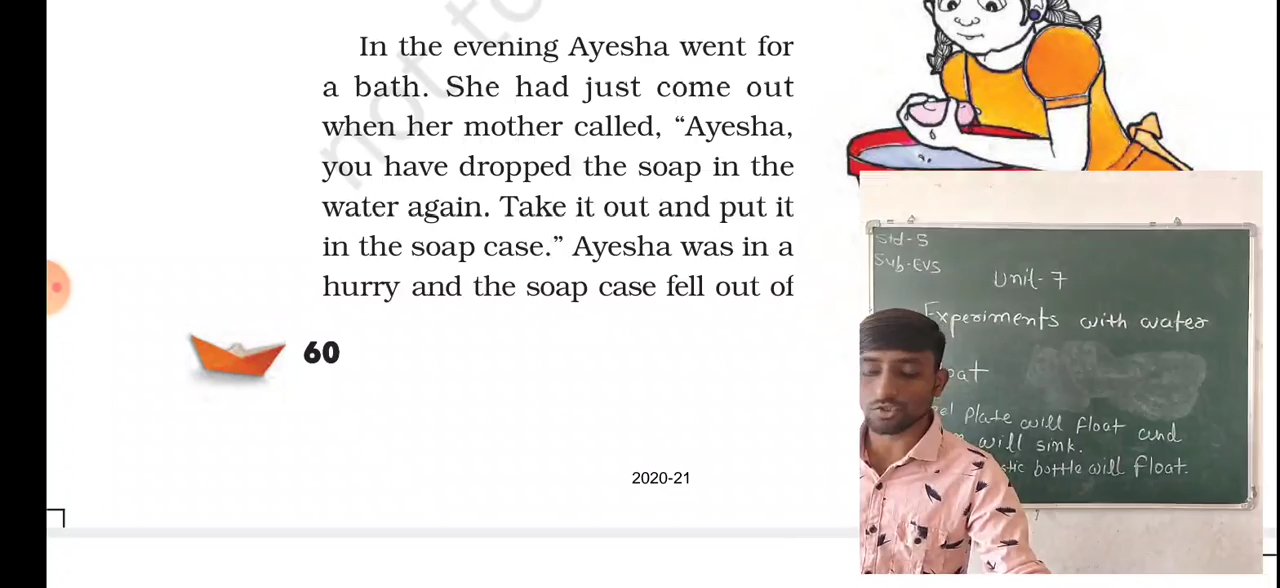 In the evening Ayesha went for
a bath. She had just come out
when her mother called, “Ayesha,
you have dropped the soap in the
water again. Take it out and put it
in the soap case.” Ayesha was in a
hurry and the soap case fell out of
60
2020-21
not to
Std-5
Sub-EVS
Unit-7
Experiments with water
Plate will float and
will sink.
bottle will float.